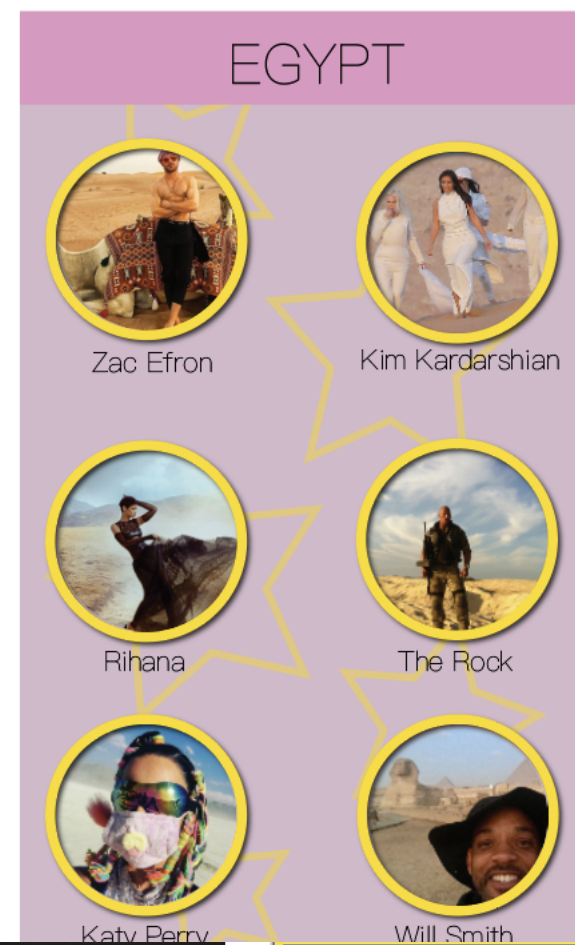 EGYPT
Zac Efron
Kim Kardarshian
Rihana
The Rock
Katy Perry
Will Smith